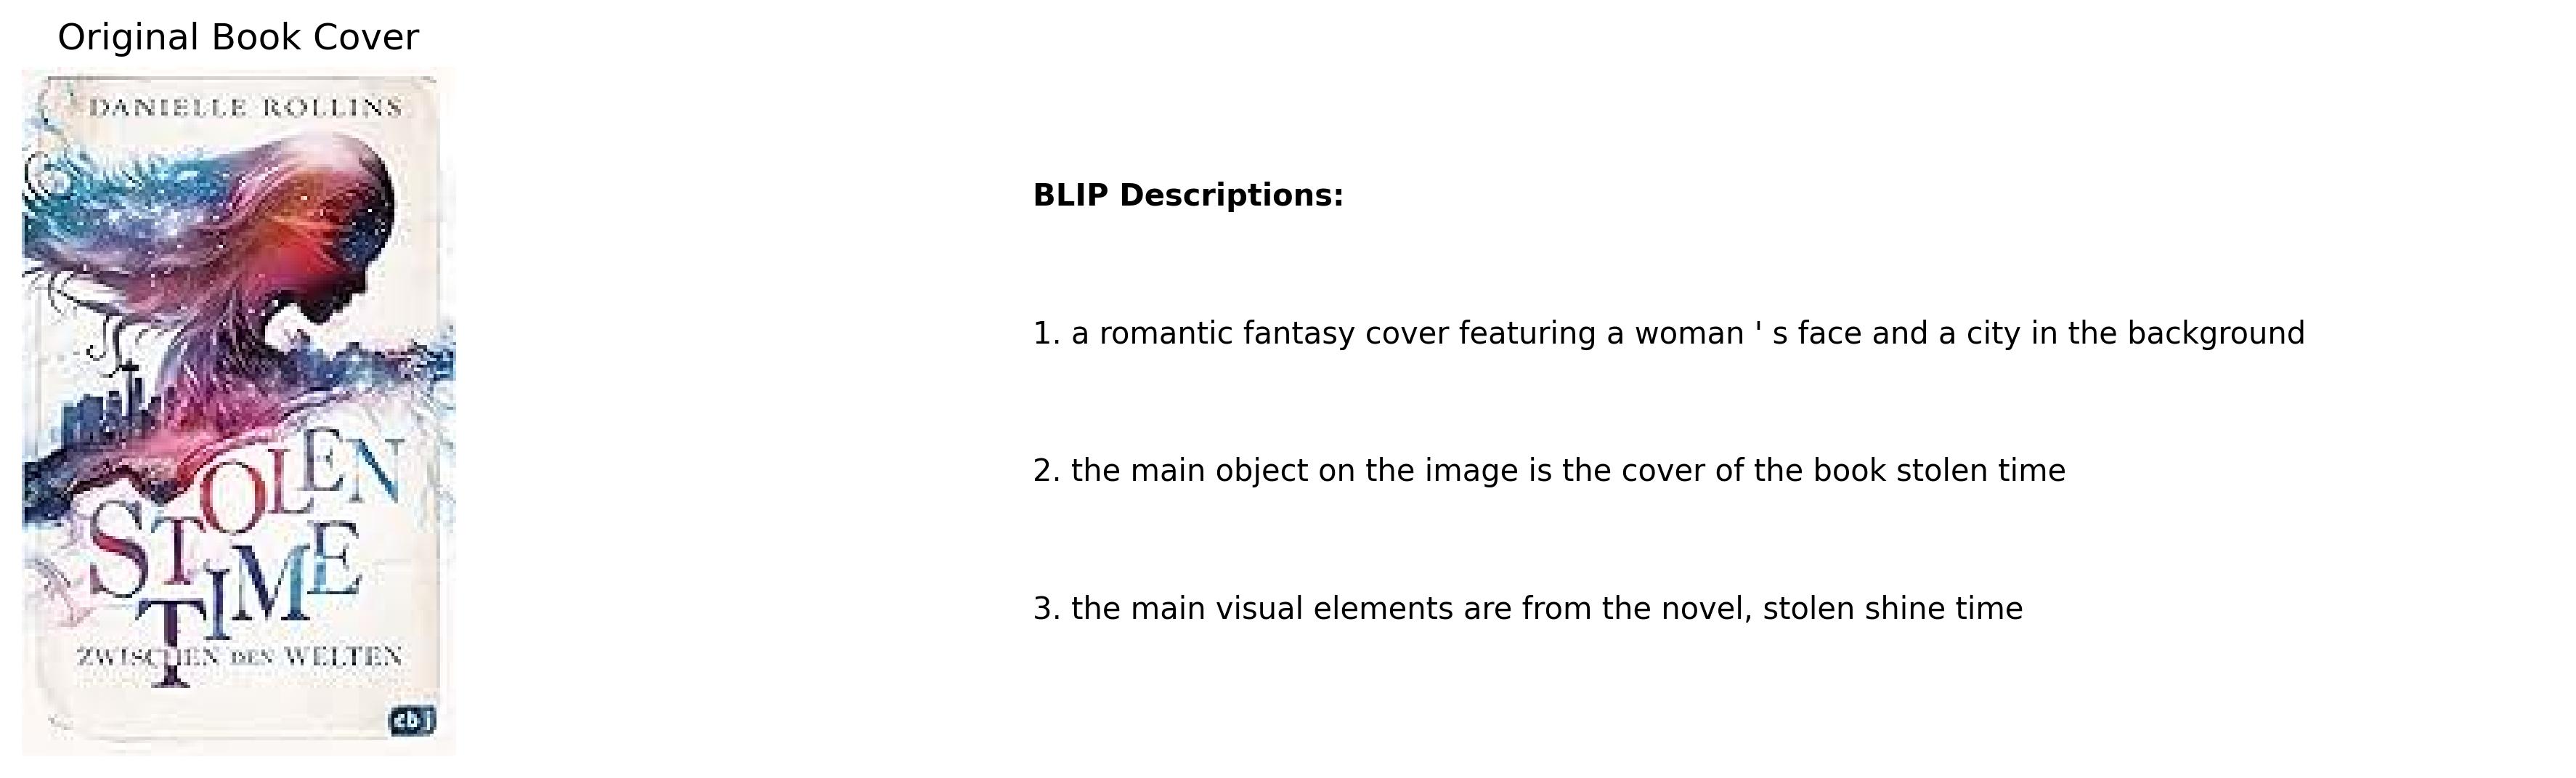 Original Book Cover
DANIELLE ROLLINS
STOLEN
TIME
ZWISCHEN DEN WELTEN
cbj
BLIP Descriptions:
1. a romantic fantasy cover featuring a woman ' s face and a city in the background
2. the main object on the image is the cover of the book stolen time
3. the main visual elements are from the novel, stolen shine time